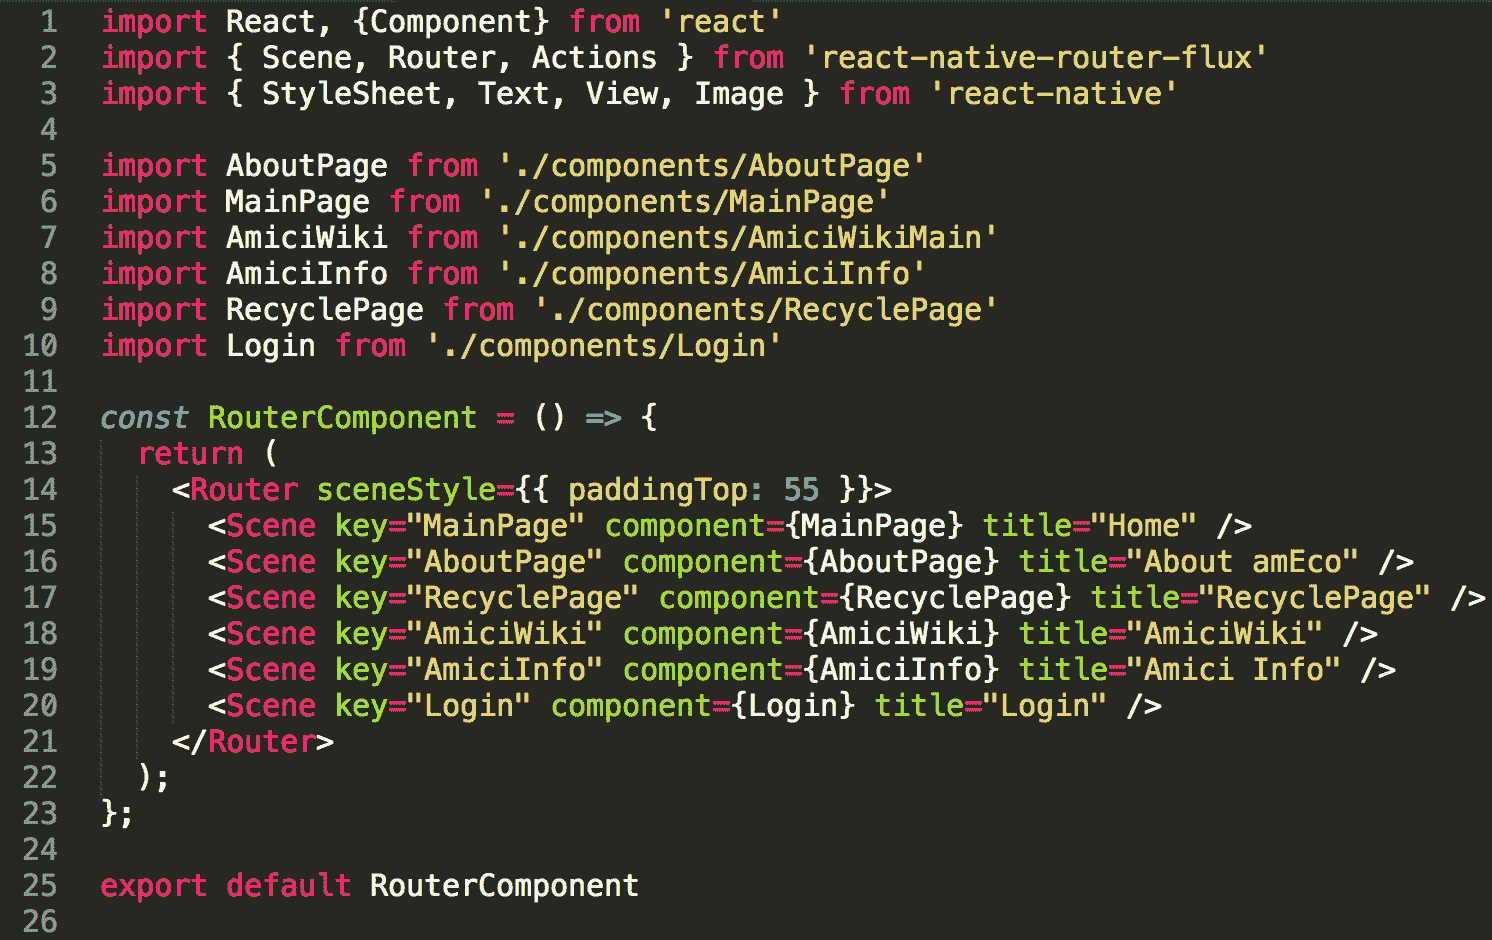 1 import React, {Component} from 'react'
2 import { Scene, Router, Actions } from 'react-native-router-flux'
3 import { StyleSheet, Text, View, Image } from 'react-native'
4
5 import AboutPage from './components/AboutPage'
6 import MainPage from './components/MainPage'
7 import AmiciWiki from './components/AmiciWikiMain'
8 import AmiciInfo from './components/AmiciInfo'
9 import RecyclePage from './components/RecyclePage'
10 import Login from './components/Login'
11
12 const RouterComponent = () => {
13   return (
14     <Router sceneStyle={{ paddingTop: 55 }}>
15       <Scene key="MainPage" component={MainPage} title="Home" />
16       <Scene key="AboutPage" component={AboutPage} title="About amEco" />
17       <Scene key="RecyclePage" component={RecyclePage} title="RecyclePage" />
18       <Scene key="AmiciWiki" component={AmiciWiki} title="AmiciWiki" />
19       <Scene key="AmiciInfo" component={AmiciInfo} title="Amici Info" />
20       <Scene key="Login" component={Login} title="Login" />
21     </Router>
22   );
23 };
24
25 export default RouterComponent
26